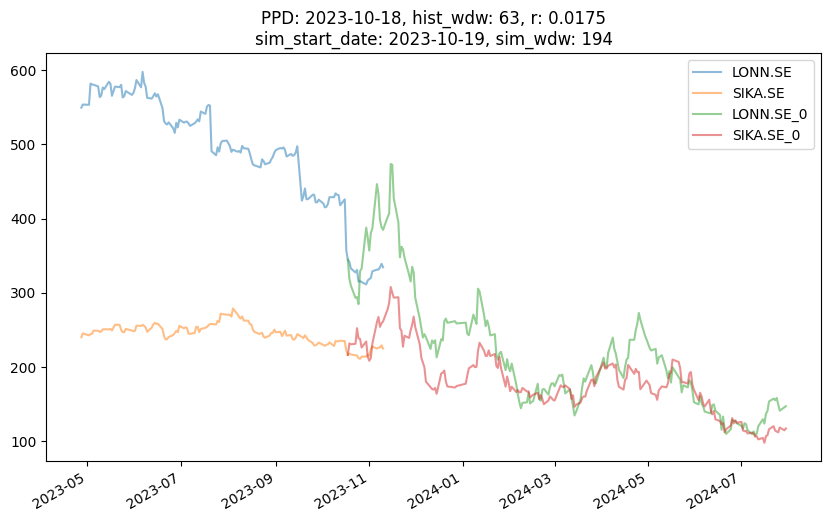 PPD: 2023-10-18, hist_wdw: 63, r: 0.0175
sim_start_date: 2023-10-19, sim_wdw: 194
LONN.SE
SIKA.SE
LONN.SE_0
SIKA.SE_0
600
500
400
300
200
100
2023-05
2023-07
2023-09
2023-11
2024-01
2024-03
2024-05
2024-07